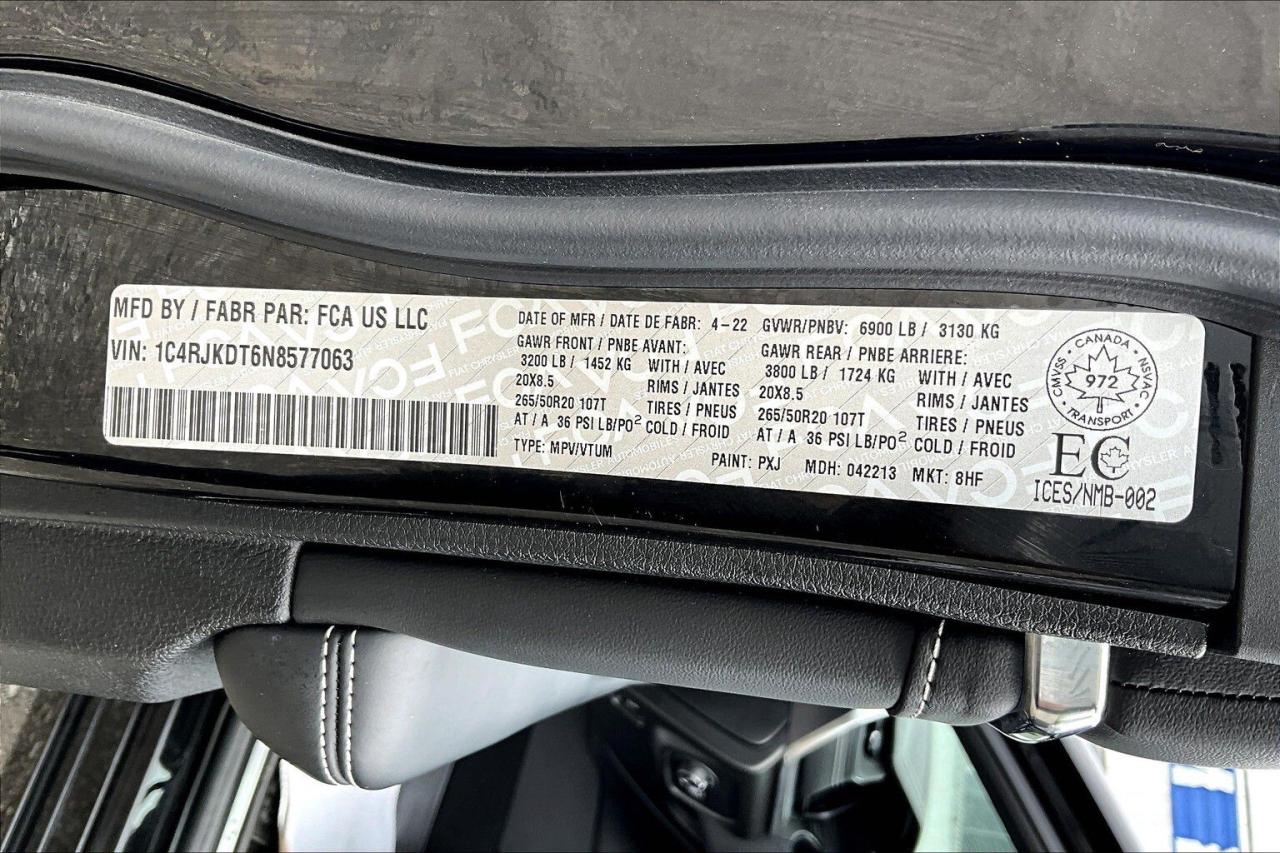 MFD BY / FABR PAR: FCA US LLC
VIN: 1C4RJKDT6N8577063
DATE OF MFR / DATE DE FABR: 4-22 GVWR/PNBV: 6900 LB / 3130 KG
GAWR FRONT / PNBE AVANT:
3200 LB / 1452 KG WITH / AVEC
20X8.5 RIMS / JANTES
265/50R20 107T TIRES / PNEUS
AT / A 36 PSI LB/PO² COLD / FROID
TYPE: MPV/VTUM
GAWR REAR / PNBE ARRIERE:
3800 LB / 1724 KG WITH / AVEC
20X8.5 RIMS / JANTES
265/50R20 107T TIRES / PNEUS
AT / A 36 PSI LB/PO² COLD / FROID
PAINT: PXJ MDH: 042213 MKT: 8HF
CMVSS · CANADA · NSVAC
972
TRANSPORT
EC
ICES/NMB-002